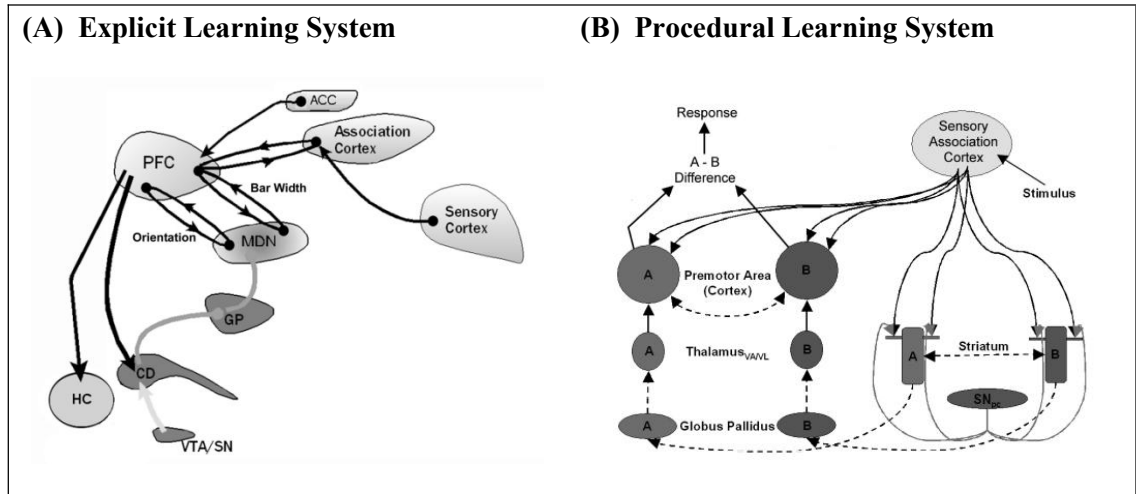 (A) Explicit Learning System
ACC
Association
Cortex
PFC
Bar Width
Sensory
Cortex
Orientation
MDN
GP
CD
HC
VTA/SN
(B) Procedural Learning System
Response
A - B
Difference
Sensory
Association
Cortex
Stimulus
A
Premotor Area
(Cortex)
B
A
Thalamus VA/VL
B
A
Striatum
B
SN pc
A
Globus Pallidus
B